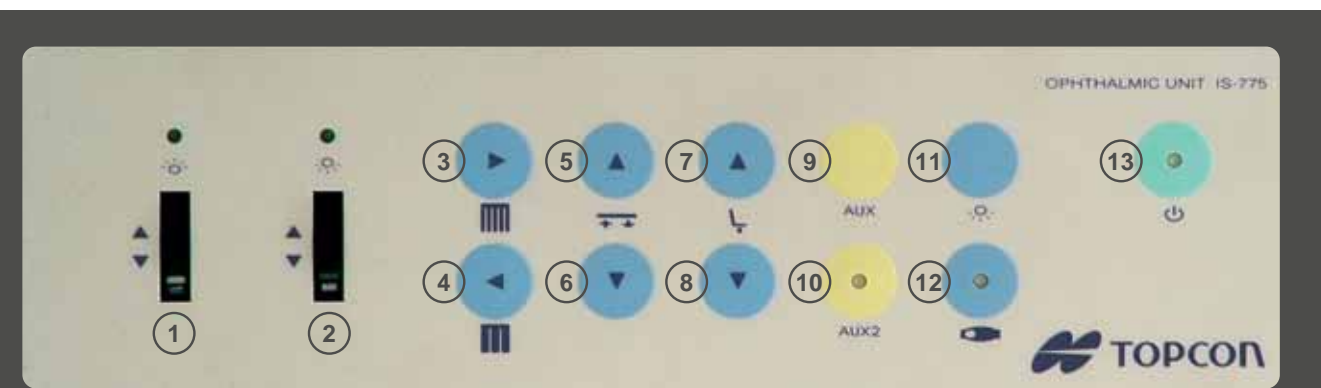 OPHTHALMIC UNIT IS-775
3 5 7 9 11 13
AUX
4 6 8 10 12
AUX2
1 2
TOPCON